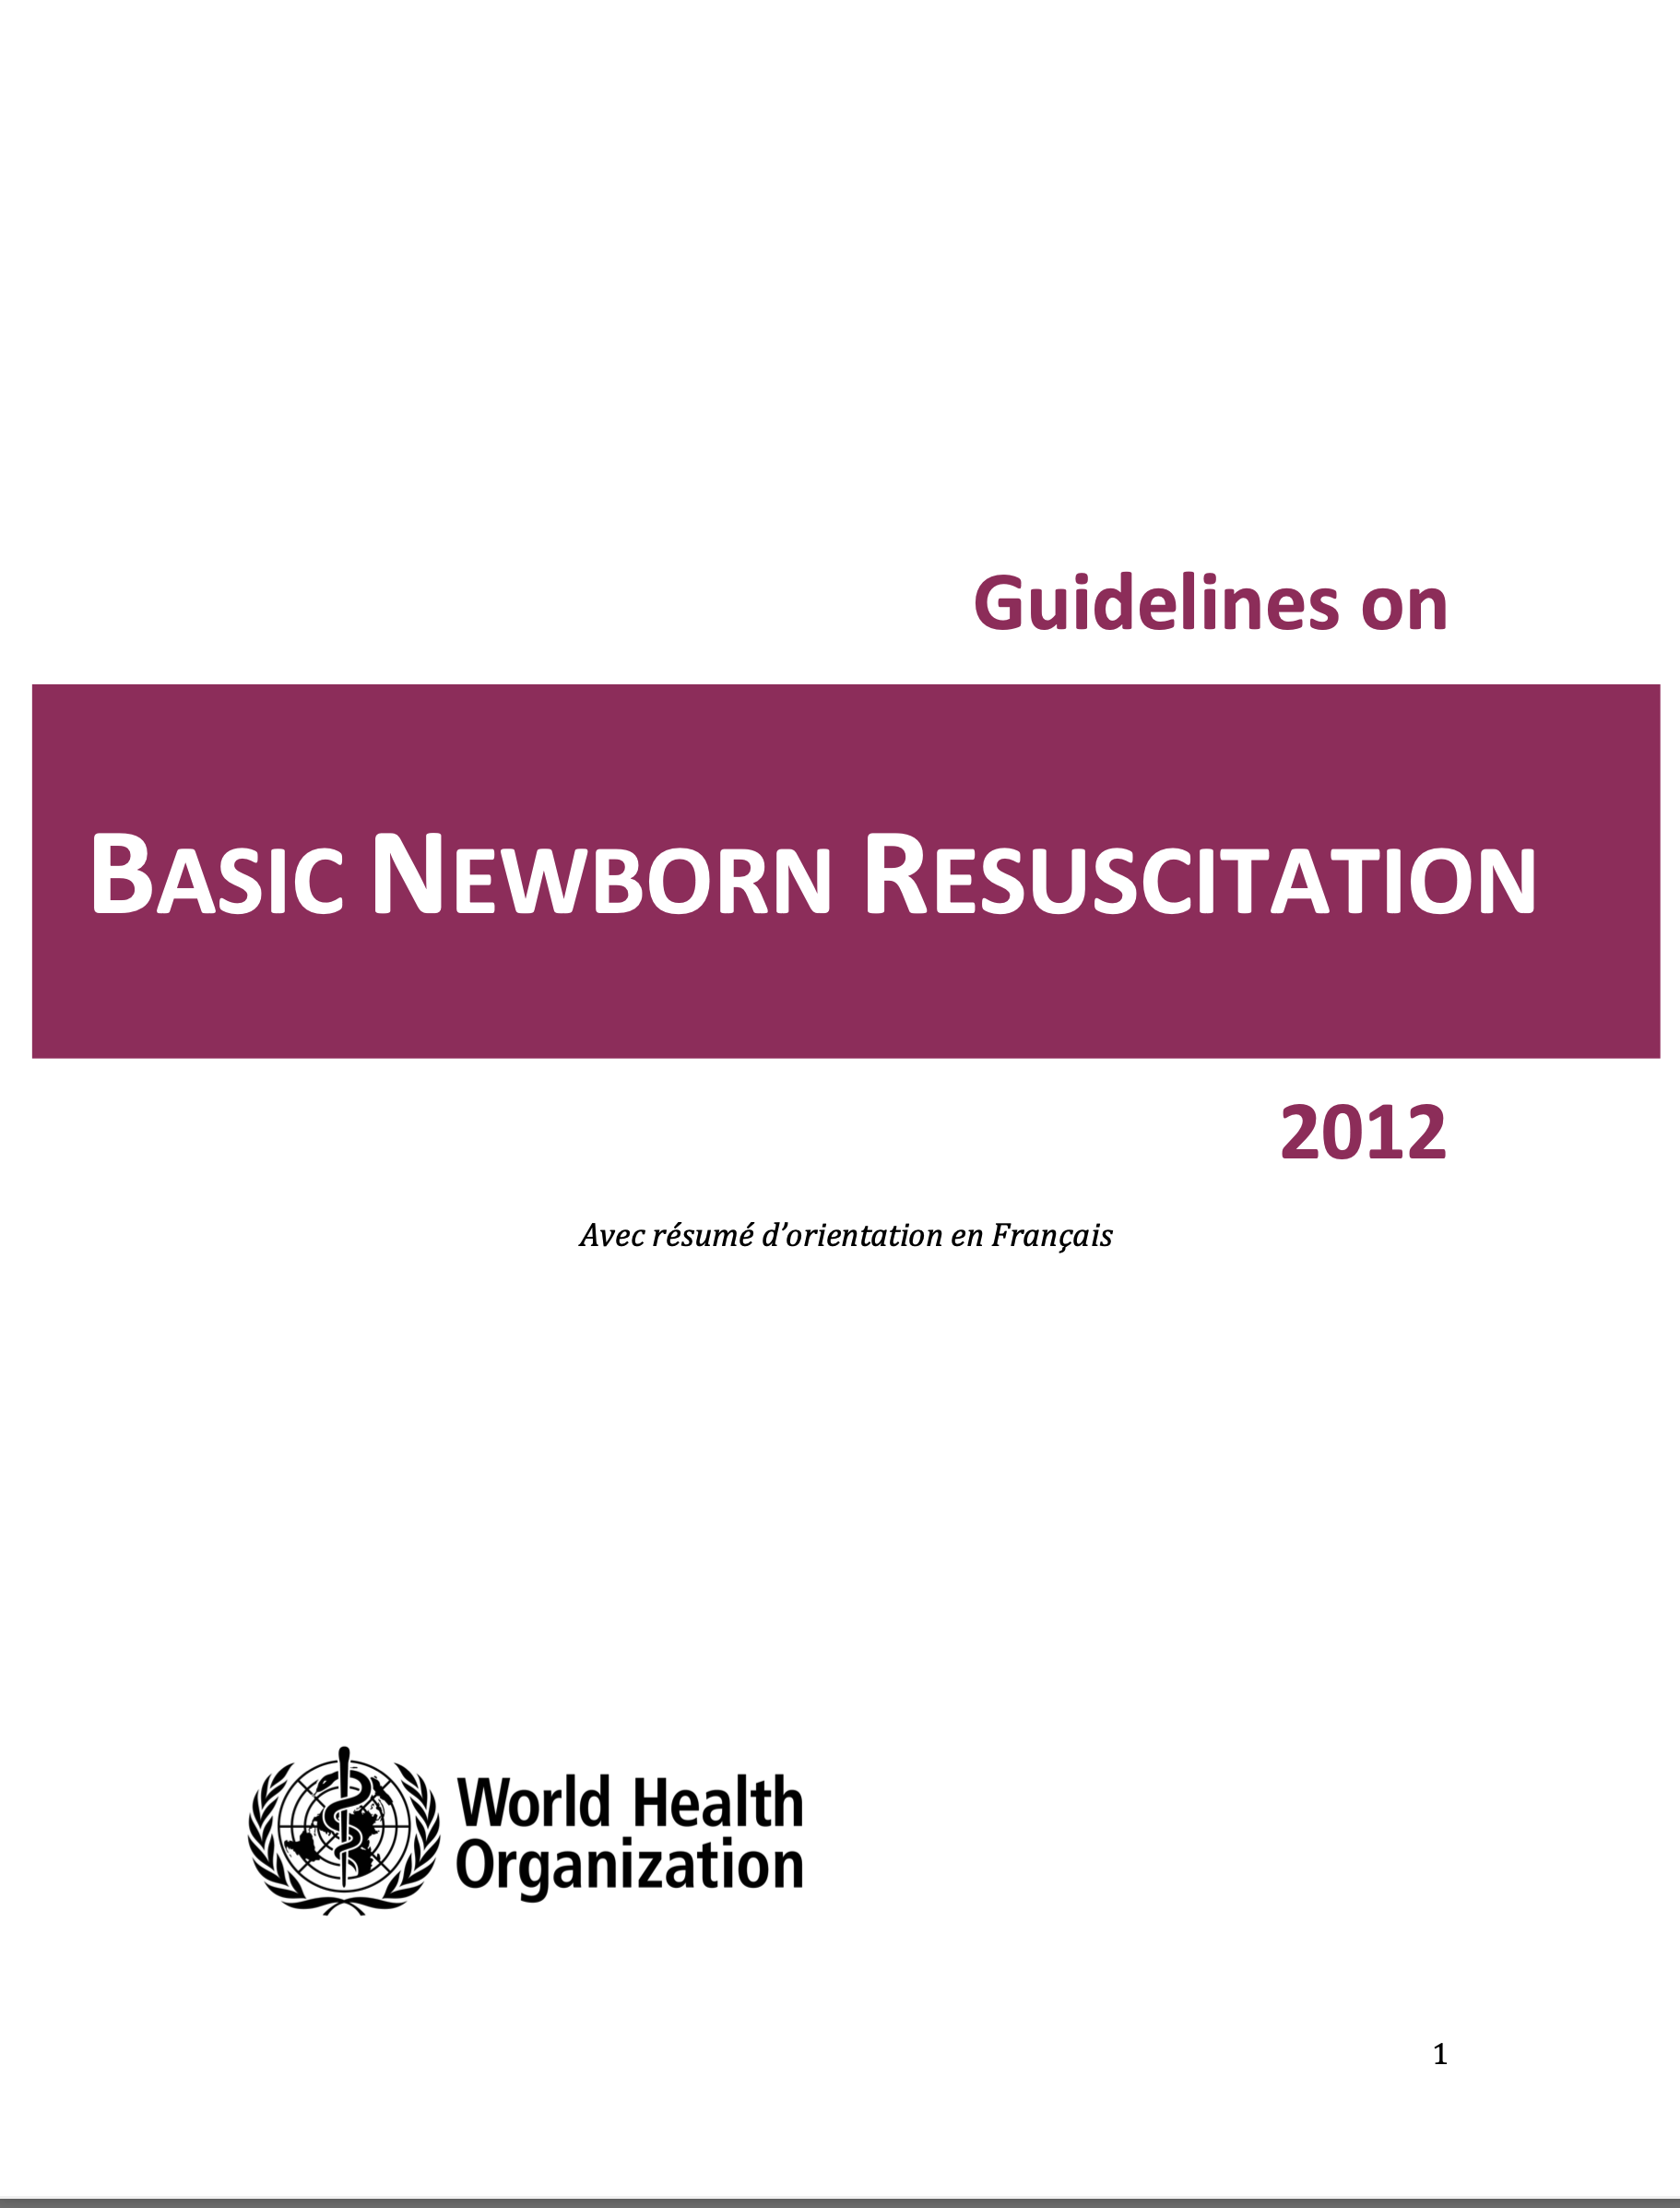 Guidelines on
BASIC NEWBORN RESUSCITATION
2012
Avec résumé d’orientation en Français
World Health
Organization
1